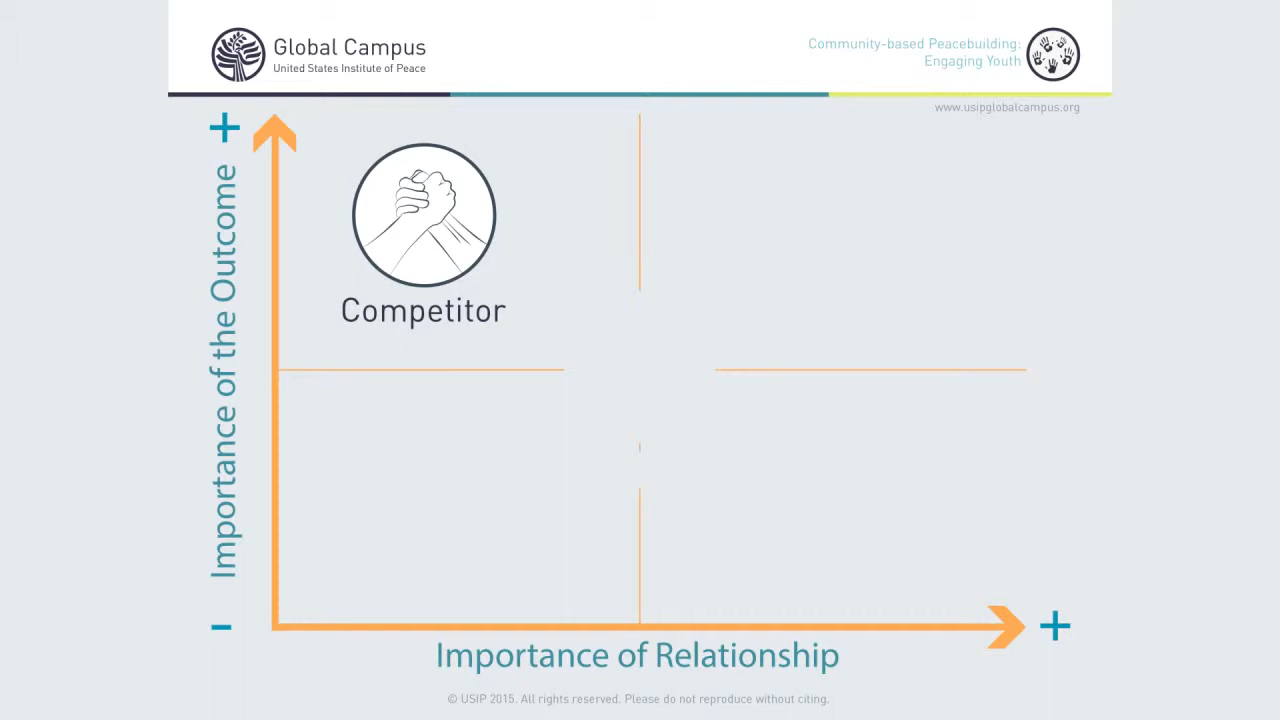 Global Campus
United States Institute of Peace
Community-based Peacebuilding:
Engaging Youth
www.usipglobalcampus.org
+
Importance of the Outcome
-
Competitor
+
Importance of Relationship
© USIP 2015. All rights reserved. Please do not reproduce without citing.